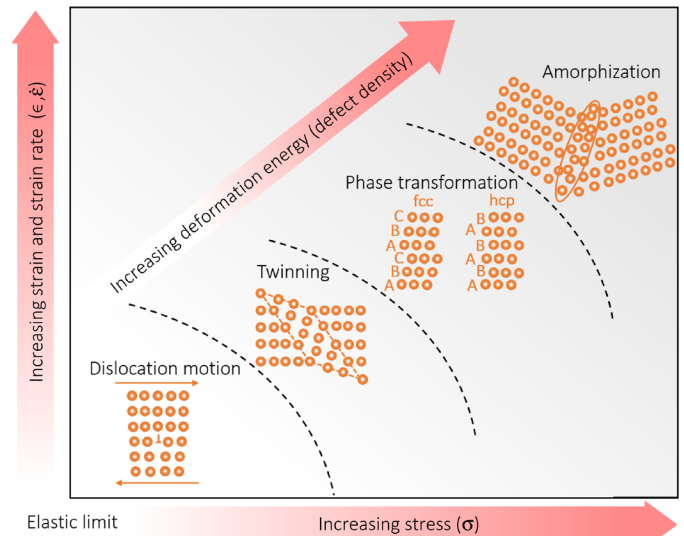 Increasing strain and strain rate (ϵ,ε̇)
Increasing deformation energy (defect density)
Amorphization
Phase transformation
fcc
hcp
C
B
A
C
B
A
B
A
B
A
B
A
Twinning
Dislocation motion
Elastic limit
Increasing stress (σ)